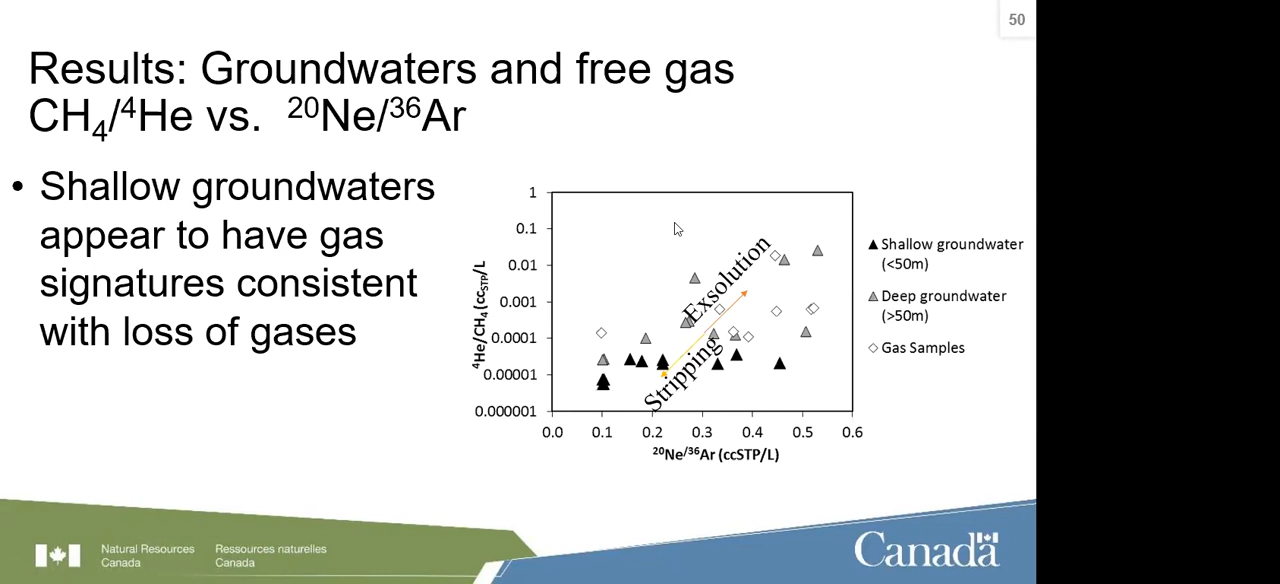 50
Results: Groundwaters and free gas
CH₄/⁴He vs. ²⁰Ne/³⁶Ar
• Shallow groundwaters
appear to have gas
signatures consistent
with loss of gases
1
0.1
0.01
0.001
0.0001
0.00001
0.000001
⁴He/CH₄ (cc_STP/L
Exsolution
Stripping
0.0 0.1 0.2 0.3 0.4 0.5 0.6
²⁰Ne/³⁶Ar (ccSTP/L)
Shallow groundwater
(<50m)
Deep groundwater
(>50m)
Gas Samples
Natural Resources
Canada
Ressources naturelles
Canada
Canada